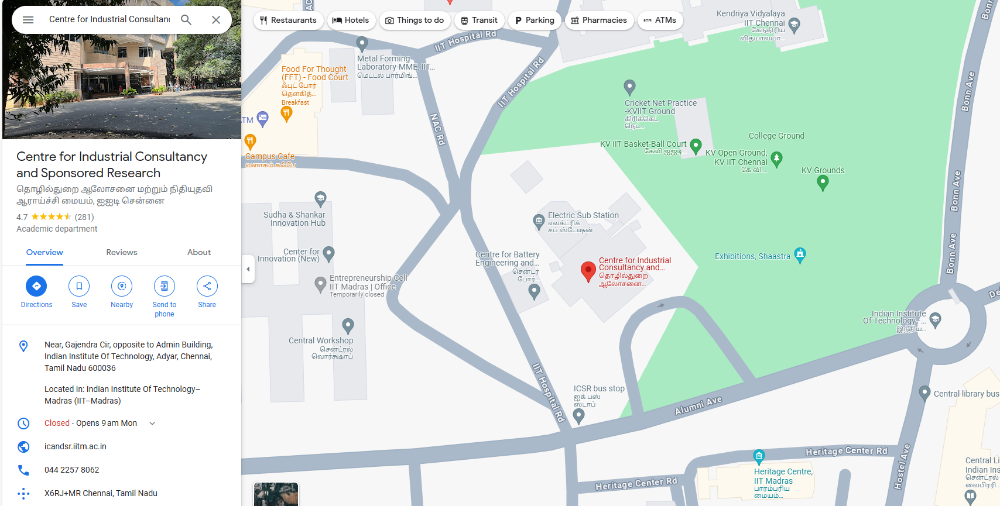 Centre for Industrial Consultanc
Centre for Industrial Consultancy
and Sponsored Research
தொழில்துறை ஆலோசனை மற்றும் நிதியுதவி
ஆராய்ச்சி மையம், ஐஐடி சென்னை
4.7 (281)
Academic department
Overview
Reviews
About
Directions
Save
Nearby
Send to
phone
Share
Near, Gajendra Cir, opposite to Admin Building,
Indian Institute Of Technology, Adyar, Chennai,
Tamil Nadu 600036
Located in: Indian Institute Of Technology–
Madras (IIT–Madras)
Closed · Opens 9 am Mon
icandsr.iitm.ac.in
044 2257 8062
X6RJ+MR Chennai, Tamil Nadu
Restaurants
Hotels
Things to do
Transit
Parking
Pharmacies
ATMs
Kendriya Vidyalaya
IIT Chennai
கேந்திரிய
வித்யாலயா...
IIT Hospital Rd
Metal Forming
Laboratory-MME, IIT...
மெட்டல் பார்மிங்...
Food For Thought
(FFT) - Food Court
ஃபுட் போர்
தௌகித்...
Breakfast
IIT Hospital Rd
Bonn Ave
Cricket Net Practice
-KVIIT Ground
கிரிக்கெட்
நெட்...
TM
NAC Rd
Campus Cafe
வளாகம் கஃபே
KV IIT Basket-Ball Court
கேவி ஐஐடி...
College Ground
KV Open Ground,
KV IIT Chennai
கே.வி....
KV Grounds
Bonn Ave
Sudha & Shankar
Innovation Hub
Electric Sub Station
எலக்ட்ரிக்
சப் ஸ்டேஷன்
Center for
Innovation (New)
Centre for Battery
Engineering and...
சென்டர்
போர்...
Centre for Industrial
Consultancy and...
தொழில்துறை
ஆலோசனை...
Exhibitions, Shaastra
Bonn Ave
Entrepreneurship Cell
IIT Madras | Office
Temporarily closed
Indian Institute
Of Technology–...
இந்திய...
Central Workshop
சென்ட்ரல்
வொர்க்ஷாப்
IIT Hospital Rd
ICSR bus stop
ஐக் பஸ்
ஸ்டாப்
Alumni Ave
Central library bus
Heritage Center Rd
Heritage Centre,
IIT Madras
பாரம்பரிய
மையம்...
Heritage Center Rd
Hostel Ave
Central Li
Indian Ins
சென்ட்ரல்
லைபிரரி...